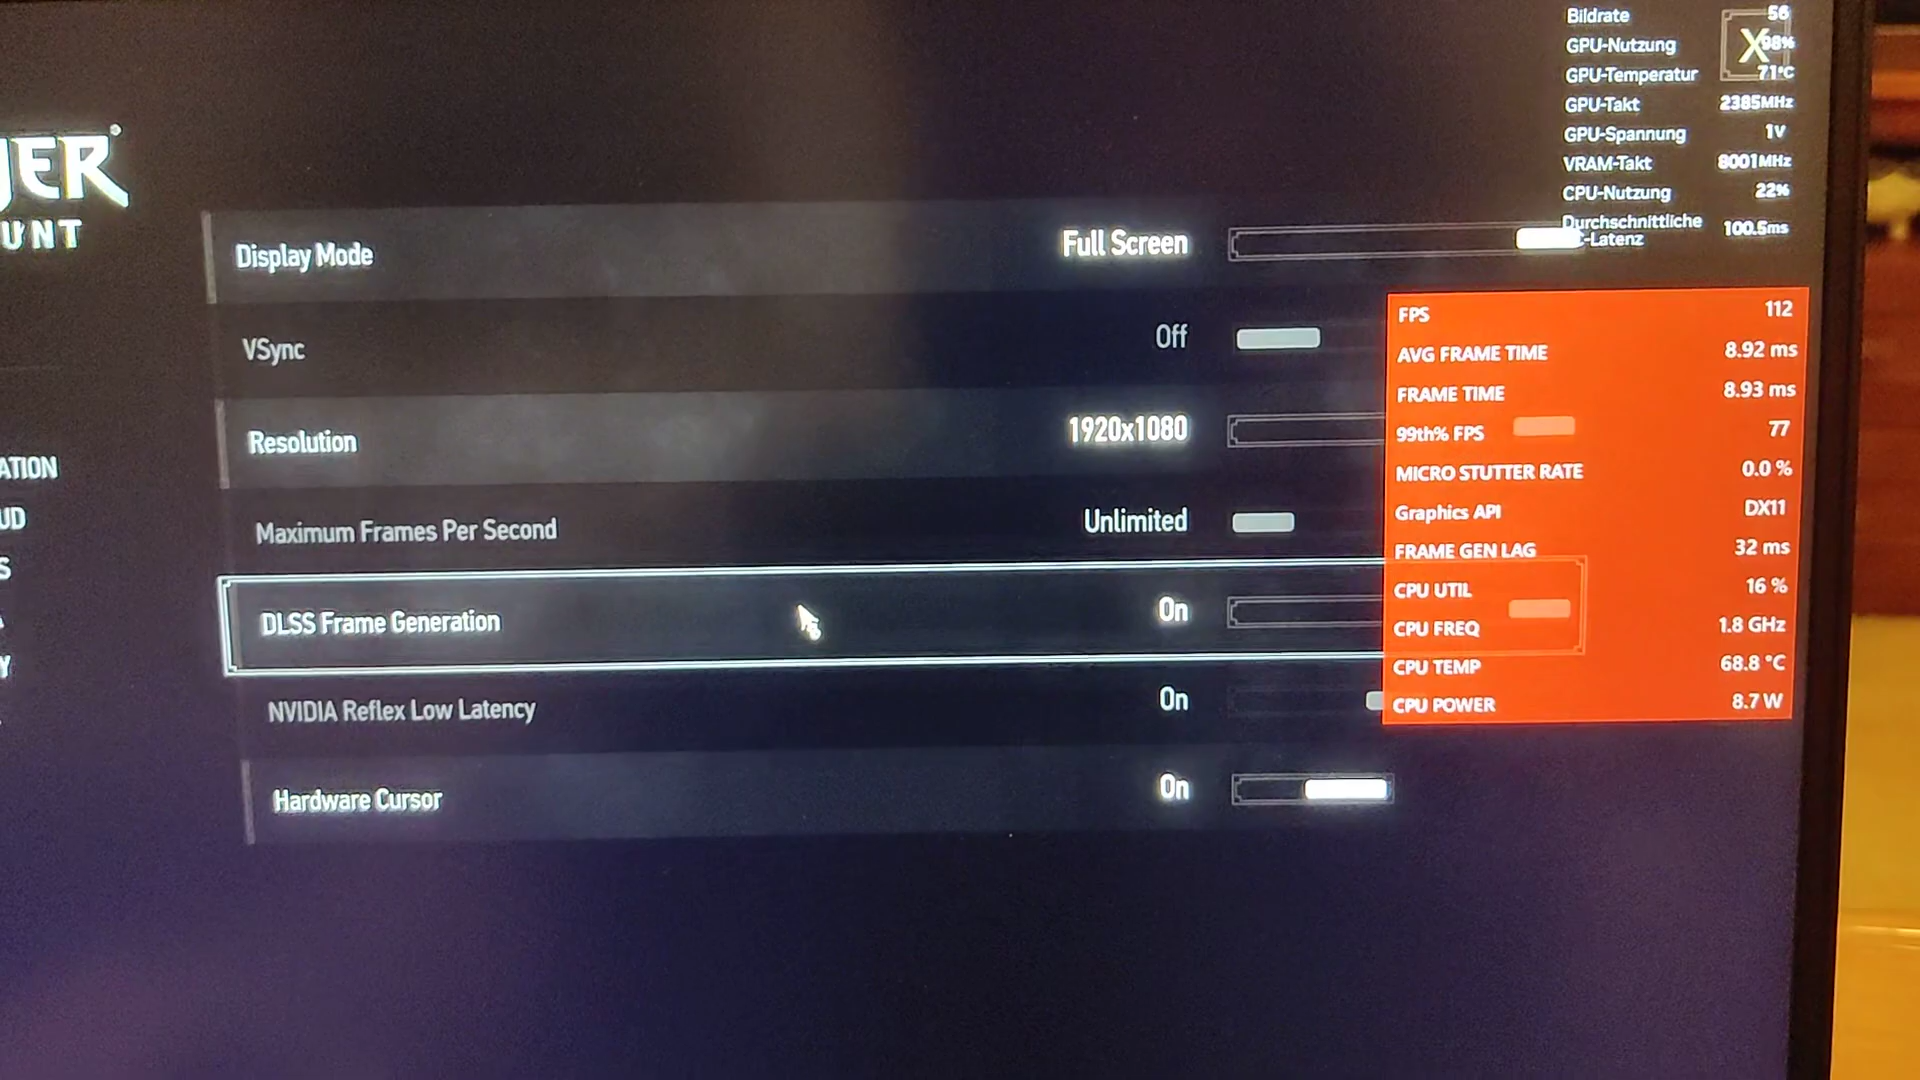 Bildrate 56
GPU-Nutzung 98%
X
GPU-Temperatur 71°C
GPU-Takt 2385MHz
GPU-Spannung 1V
VRAM-Takt 8001MHz
CPU-Nutzung 22%
Durchschnittliche
-Latenz 100.5ms
UNT
Display Mode Full Screen
VSync Off
Resolution 1920x1080
Maximum Frames Per Second Unlimited
DLSS Frame Generation On
NVIDIA Reflex Low Latency On
Hardware Cursor On
ATION
UD
S
Y
FPS 112
AVG FRAME TIME 8.92 ms
FRAME TIME 8.93 ms
99th% FPS 77
MICRO STUTTER RATE 0.0 %
Graphics API DX11
FRAME GEN LAG 32 ms
CPU UTIL 16 %
CPU FREQ 1.8 GHz
CPU TEMP 68.8 °C
CPU POWER 8.7 W